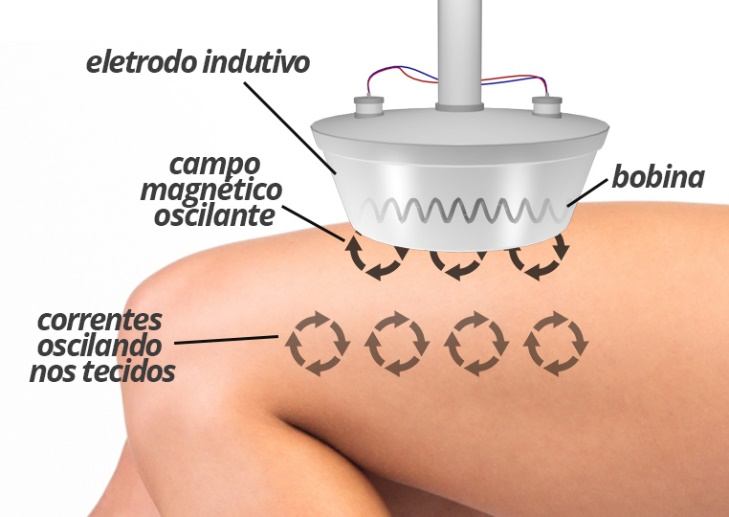 eletrodo indutivo
campo
magnético
oscilante
bobina
correntes
oscilando
nos tecidos